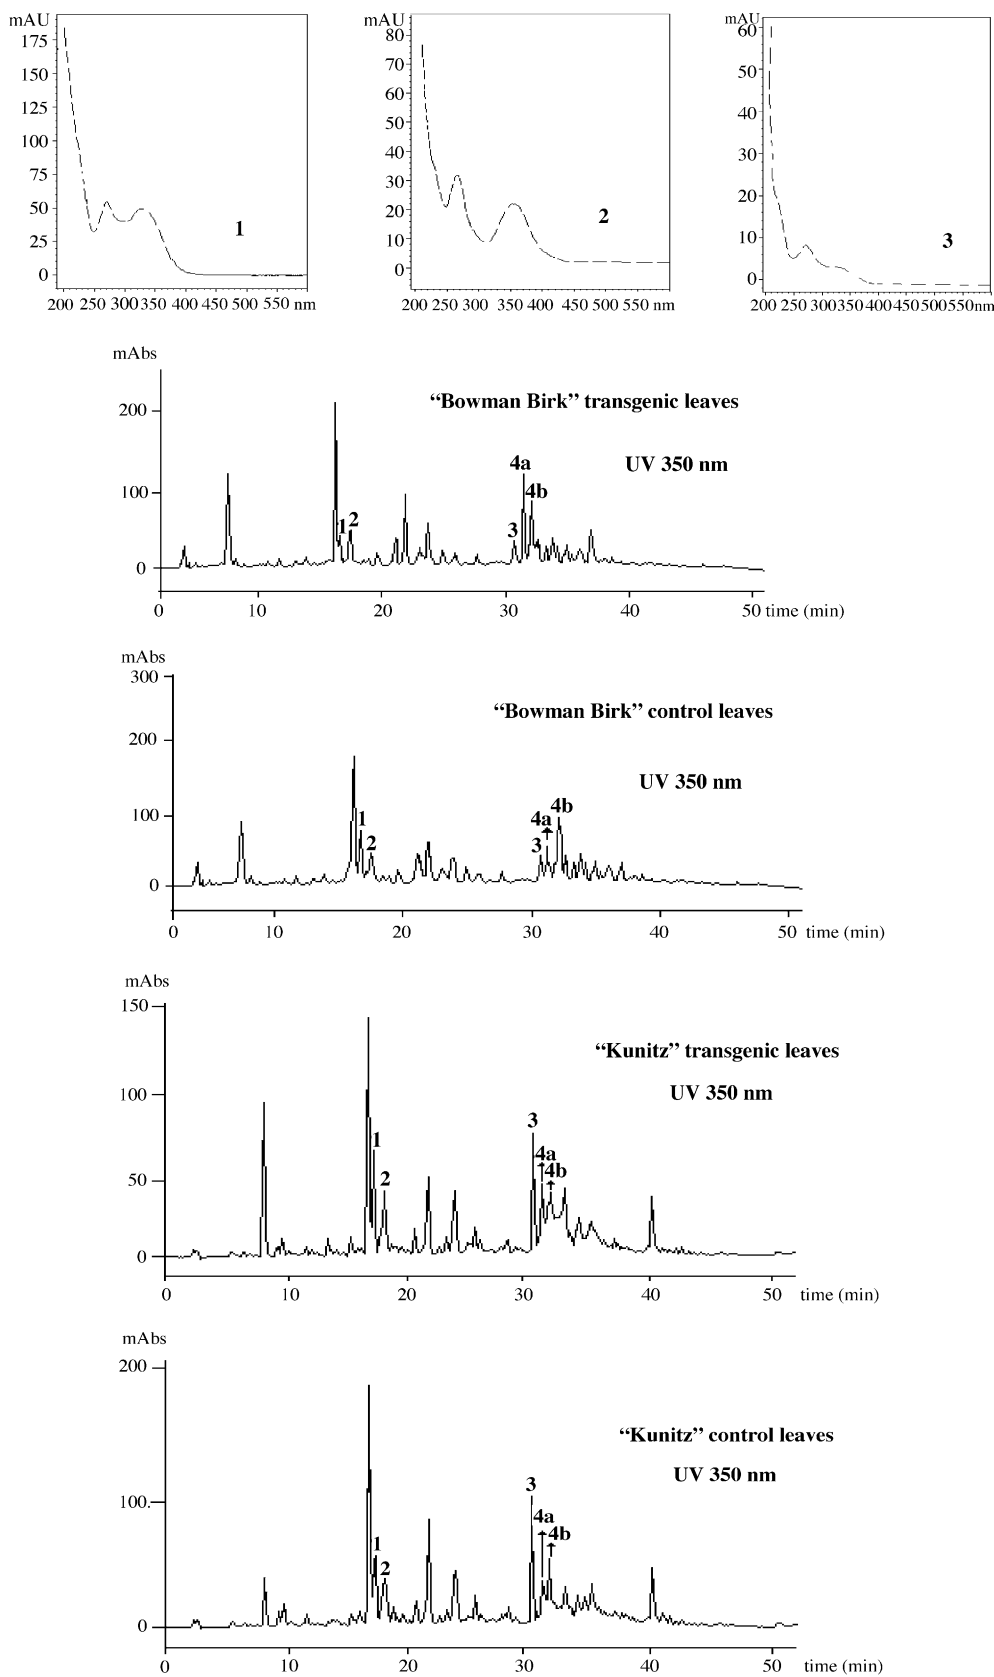 mAU
175
150
125
100
75
50
25
0
1
200 250 300 350 400 450 500 550 nm
mAU
80
70
60
50
40
30
20
10
0
2
200 250 300 350 400 450 500 550 nm
mAU
60
50
40
30
20
10
0
3
200 250 300 350 400 450 500 550nm
mAbs
200
100
0
“Bowman Birk” transgenic leaves
UV 350 nm
1 2
3
4a
4b
0 10 20 30 40 50 time (min)
mAbs
300
200
100
0
“Bowman Birk” control leaves
UV 350 nm
1
2
3
4a
4b
0 10 20 30 40 50 time (min)
mAbs
150
100
50
0
“Kunitz” transgenic leaves
UV 350 nm
1
2
3
4a
4b
0 10 20 30 40 50 time (min)
mAbs
200
100.
0
“Kunitz” control leaves
UV 350 nm
1
2
3
4a
4b
0 10 20 30 40 50 time (min)